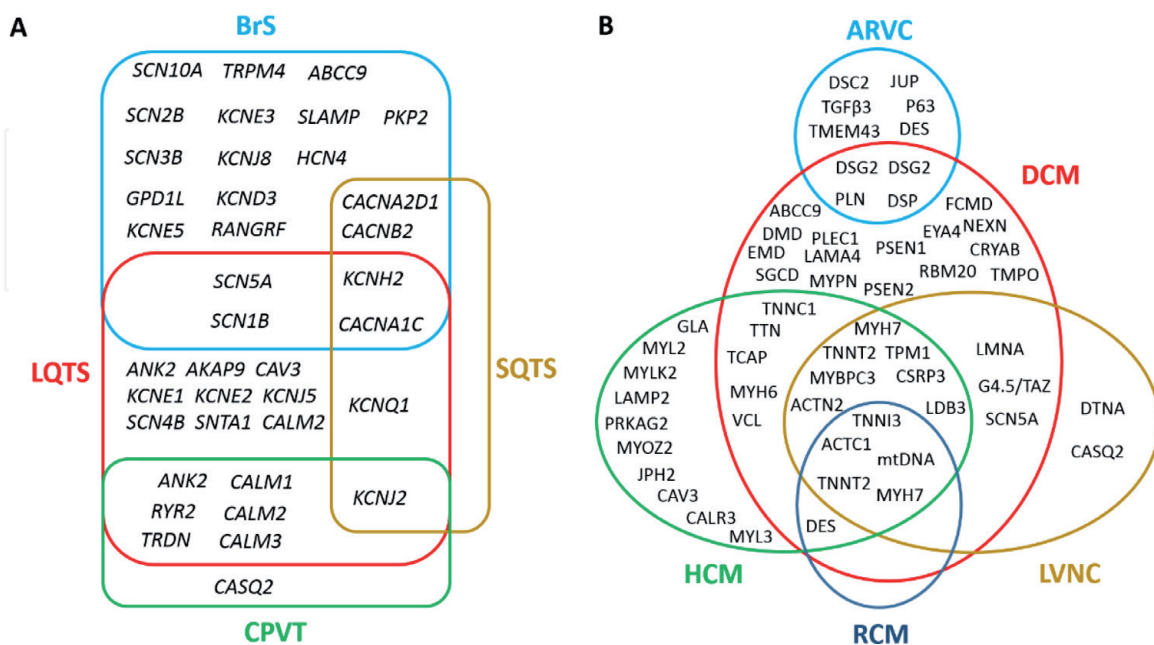 A
BrS
SCN10A TRPM4 ABCC9
SCN2B KCNE3 SLAMP PKP2
SCN3B KCNJ8 HCN4
GPD1L KCND3 CACNA2D1
KCNE5 RANGRF CACNB2
SCN5A KCNH2
SCN1B CACNA1C
LQTS
SQTS
ANK2 AKAP9 CAV3
KCNE1 KCNE2 KCNJ5
KCNQ1
SCN4B SNTA1 CALM2
ANK2 CALM1
KCNJ2
RYR2 CALM2
TRDN CALM3
CASQ2
CPVT
B
ARVC
DSC2 JUP
TGFβ3 P63
TMEM43 DES
DSG2 DSG2
DCM
PLN DSP
ABCC9 FCMD
DMD PLEC1 EYA4 NEXN
EMD LAMA4 PSEN1 CRYAB
SGCD MYPN RBM20 TMPO
PSEN2
TNNC1
GLA TTN MYH7
MYL2 TCAP TNNT2 TPM1 LMNA
MYLK2 MYBPC3 CSRP3
LAMP2 MYH6 G4.5/TAZ
ACTN2 LDB3 DTNA
PRKAG2 VCL TNNI3 SCN5A
MYOZ2 ACTC1 CASQ2
JPH2 mtDNA
CAV3 TNNT2 MYH7
CALR3 DES
MYL3
HCM
LVNC
RCM